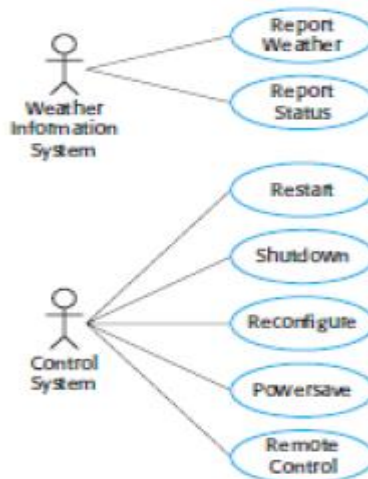 Report
Weather
Report
Status
Weather
Information
System
Restart
Shutdown
Reconfigure
Control
System
Powersave
Remote
Control